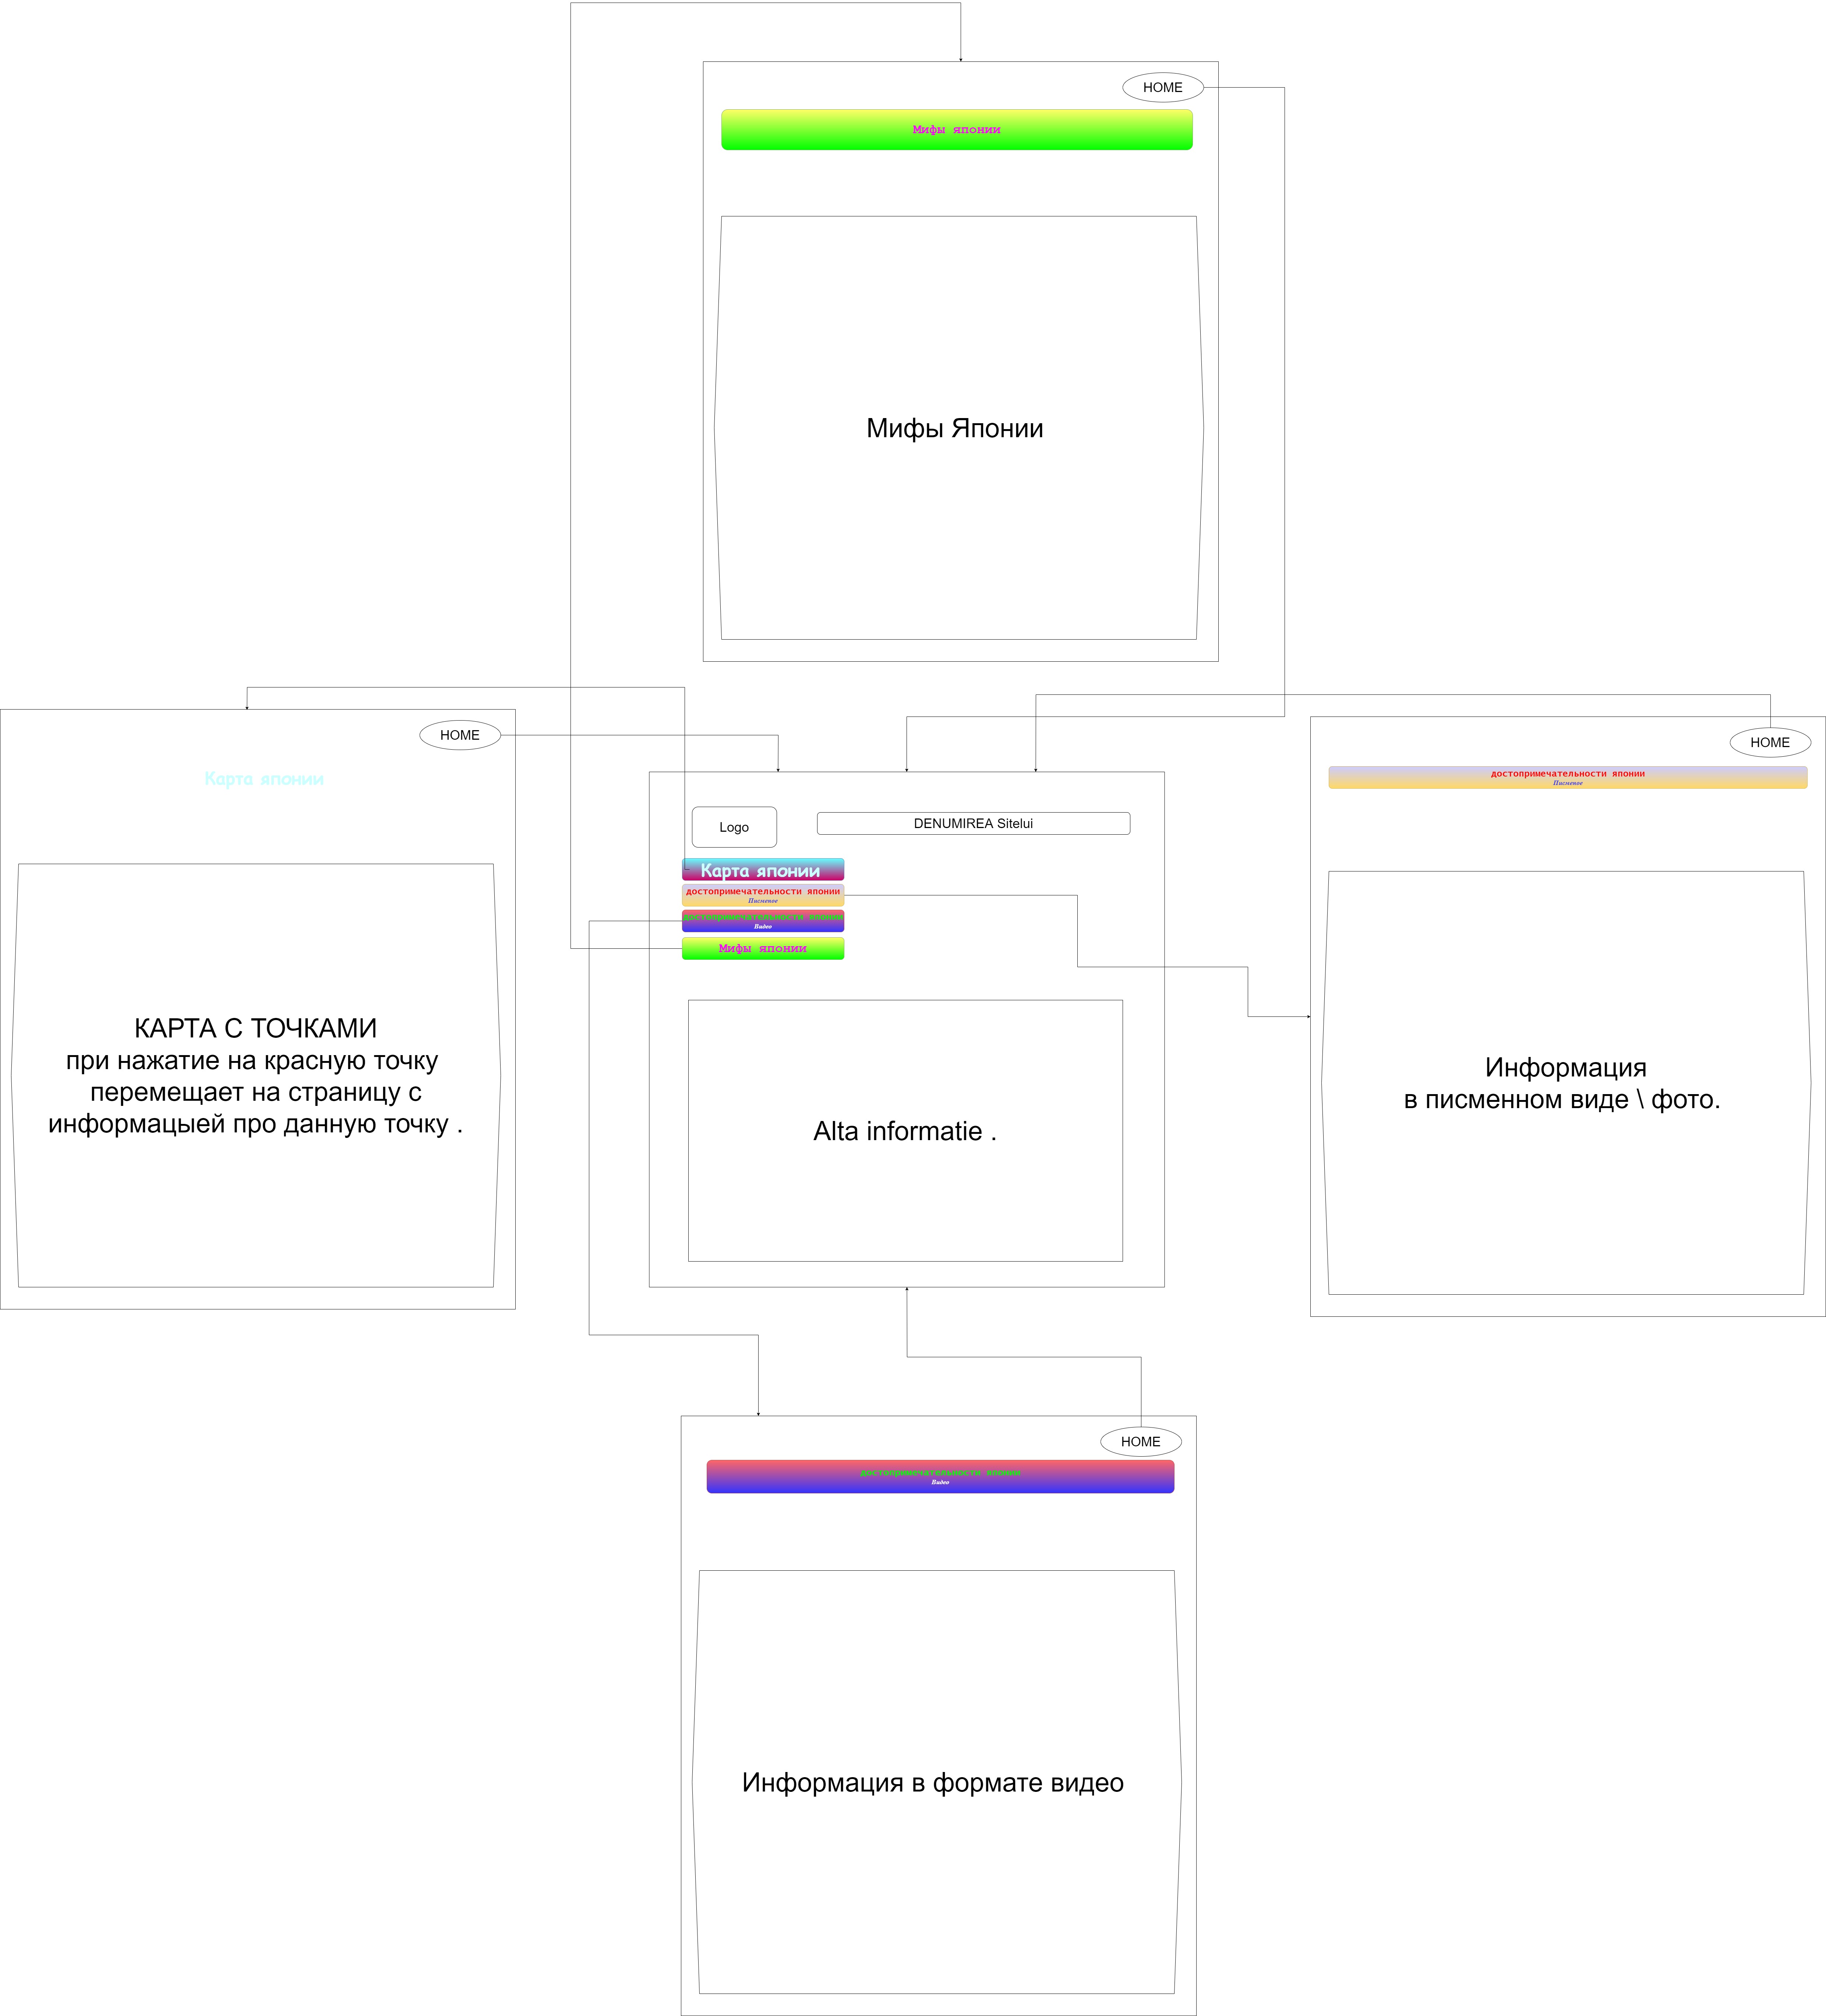 HOME
Мифы японии
Мифы Японии
HOME
Карта японии
КАРТА С ТОЧКАМИ
при нажатие на красную точку
перемещает на страницу с
информацыей про данную точку .
Logo
DENUMIREA Sitelui
Карта японии
достопримечательности японии
Писменое
достопримечательности японии
Видео
Мифы японии
Alta informatie .
HOME
достопримечательности японии
Писменое
Информация
в писменном виде \ фото.
HOME
достопримечательности японии
Видео
Информация в формате видео